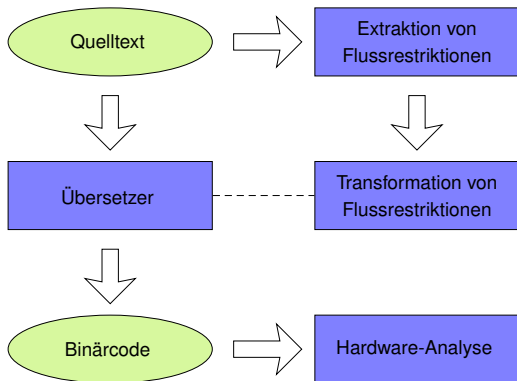 Quelltext
Extraktion von
Flussrestriktionen
Übersetzer
Transformation von
Flussrestriktionen
Binärcode
Hardware-Analyse